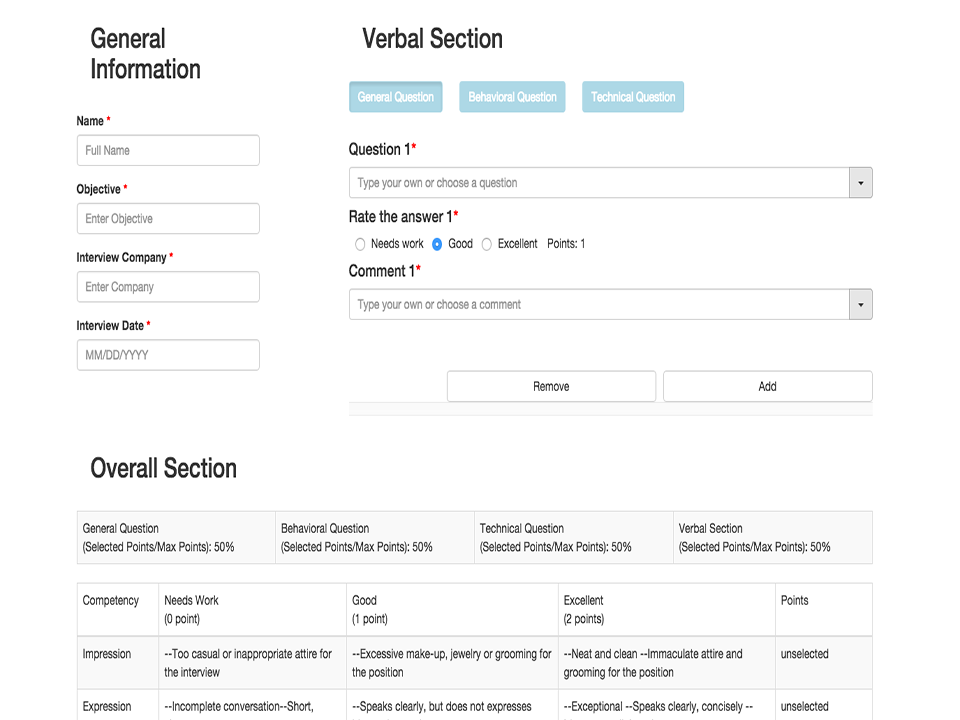 General
Information
Name *
Full Name
Objective *
Enter Objective
Interview Company *
Enter Company
Interview Date *
MM/DD/YYYY
Verbal Section
General Question
Behavioral Question
Technical Question
Question 1*
Type your own or choose a question
Rate the answer 1*
Needs work Good Excellent Points: 1
Comment 1*
Type your own or choose a comment
Remove
Add
Overall Section
General Question
(Selected Points/Max Points): 50%
Behavioral Question
(Selected Points/Max Points): 50%
Technical Question
(Selected Points/Max Points): 50%
Verbal Section
(Selected Points/Max Points): 50%
Competency
Needs Work
(0 point)
Good
(1 point)
Excellent
(2 points)
Points
Impression
--Too casual or inappropriate attire for
the interview
--Excessive make-up, jewelry or grooming for
the position
--Neat and clean --Immaculate attire and
grooming for the position
unselected
Expression
--Incomplete conversation--Short,
--Speaks clearly, but does not expresses
--Exceptional --Speaks clearly, concisely --
unselected